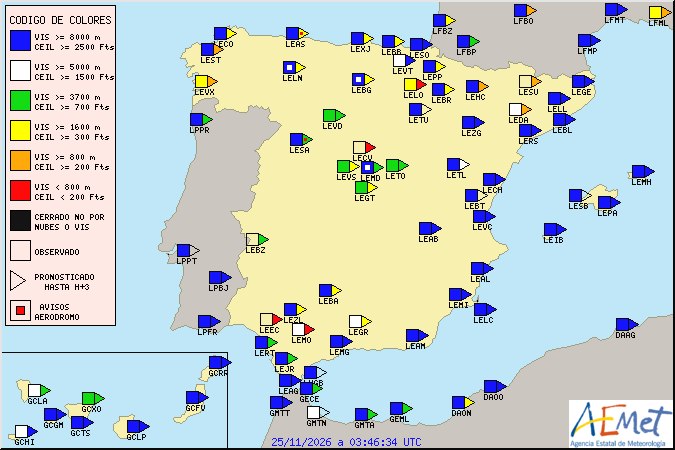 CODIGO DE COLORES
VIS >= 8000 m
CEIL >= 2500 Fts
VIS >= 5000 m
CEIL >= 1500 Fts
VIS >= 3700 m
CEIL >= 700 Fts
VIS >= 1600 m
CEIL >= 300 Fts
VIS >= 800 m
CEIL >= 200 Fts
VIS < 800 m
CEIL < 200 Fts
CERRADO NO POR
NUBES O VIS
OBSERVADO
PRONOSTICADO
HASTA H+3
AVISOS
AERODROMO
LECO
LEST
LEVX
LPPR
LEAS
LELN
LEXJ
LEBB
LESO
LFBZ
LFBP
LFBO
LFMT
LFML
LFMP
LEVT
LEPP
LEBG
LELO
LEBR
LEHC
LESU
LEGE
LELL
LEDA
LEBL
LERS
LETU
LEZG
LEVD
LESA
LECV
LEVS
LEMD
LETO
LEGT
LETL
LECH
LEBT
LEVC
LEMH
LESB
LEPA
LEIB
LEAB
LEBZ
LPPT
LPBJ
LPFR
LEAL
LEMI
LELC
LEBA
LEZL
LEEC
LEMO
LEGR
LERT
LEMG
LEAM
LEJR
LEAG
GECE
GMTT
GMTN
GMTA
GEML
DAON
DAOO
DAAG
GCRR
GCFV
GCLA
GCXO
GCGM
GCTS
GCHI
GCLP
25/11/2026 a 03:46:34 UTC
AEMet
Agencia Estatal de Meteorología